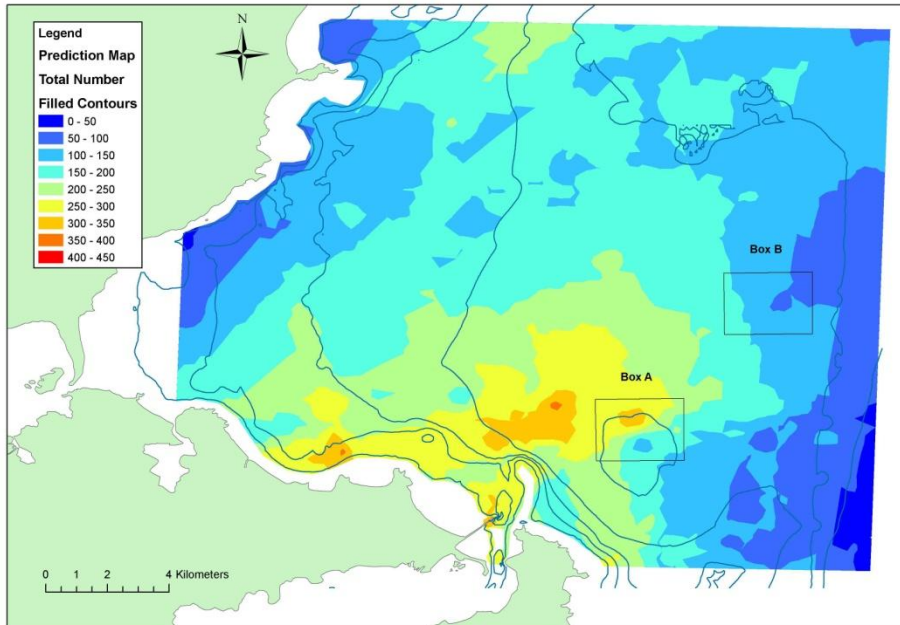 N
Legend
Prediction Map
Total Number
Filled Contours
0 - 50
50 - 100
100 - 150
150 - 200
200 - 250
250 - 300
300 - 350
350 - 400
400 - 450
Box B
Box A
0 1 2 4 Kilometers